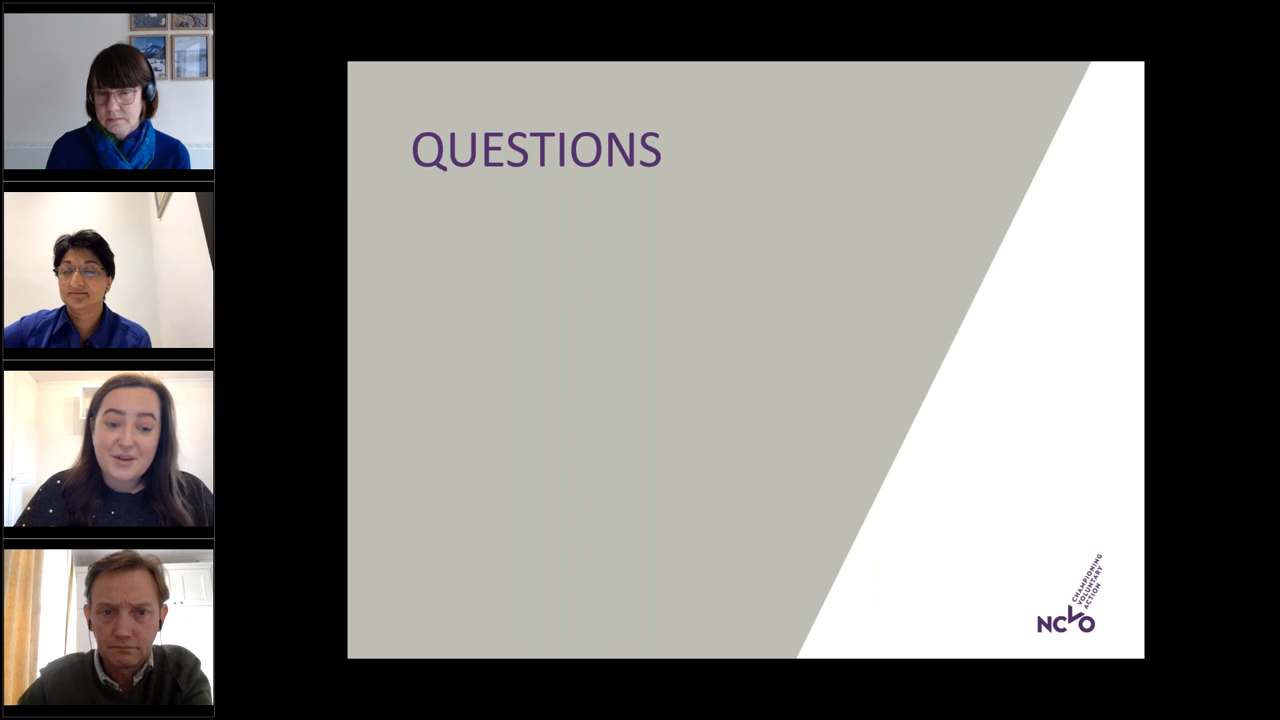 QUESTIONS
CHAMPIONING
VOLUNTARY
ACTION
NCVO